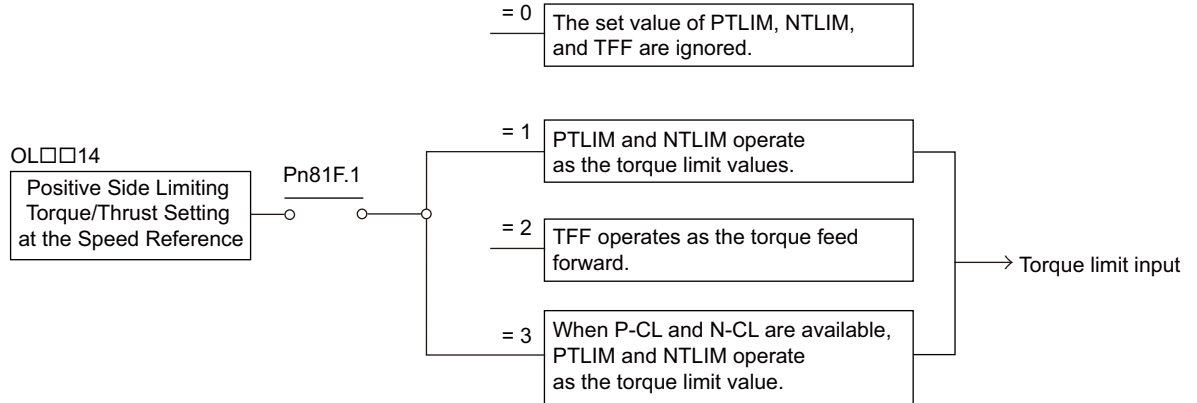 = 0
The set value of PTLIM, NTLIM,
and TFF are ignored.
OL□□14
Positive Side Limiting
Torque/Thrust Setting
at the Speed Reference
Pn81F.1
= 1
PTLIM and NTLIM operate
as the torque limit values.
= 2
TFF operates as the torque feed
forward.
= 3
When P-CL and N-CL are available,
PTLIM and NTLIM operate
as the torque limit value.
Torque limit input